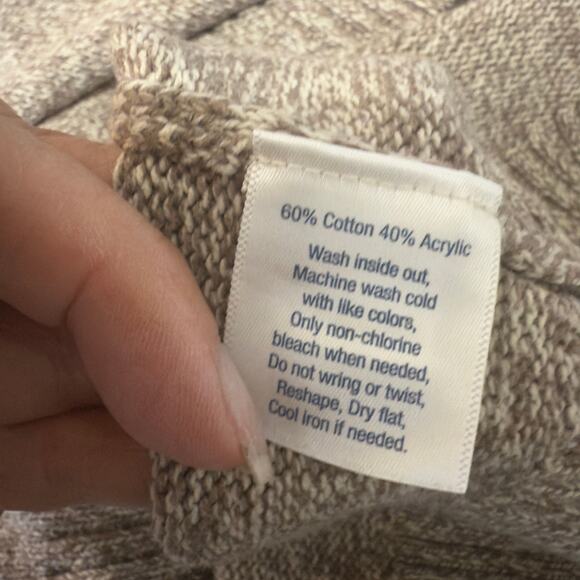 60% Cotton 40% Acrylic
Wash inside out,
Machine wash cold
with like colors,
Only non-chlorine
bleach when needed,
Do not wring or twist,
Reshape, Dry flat,
Cool iron if needed.